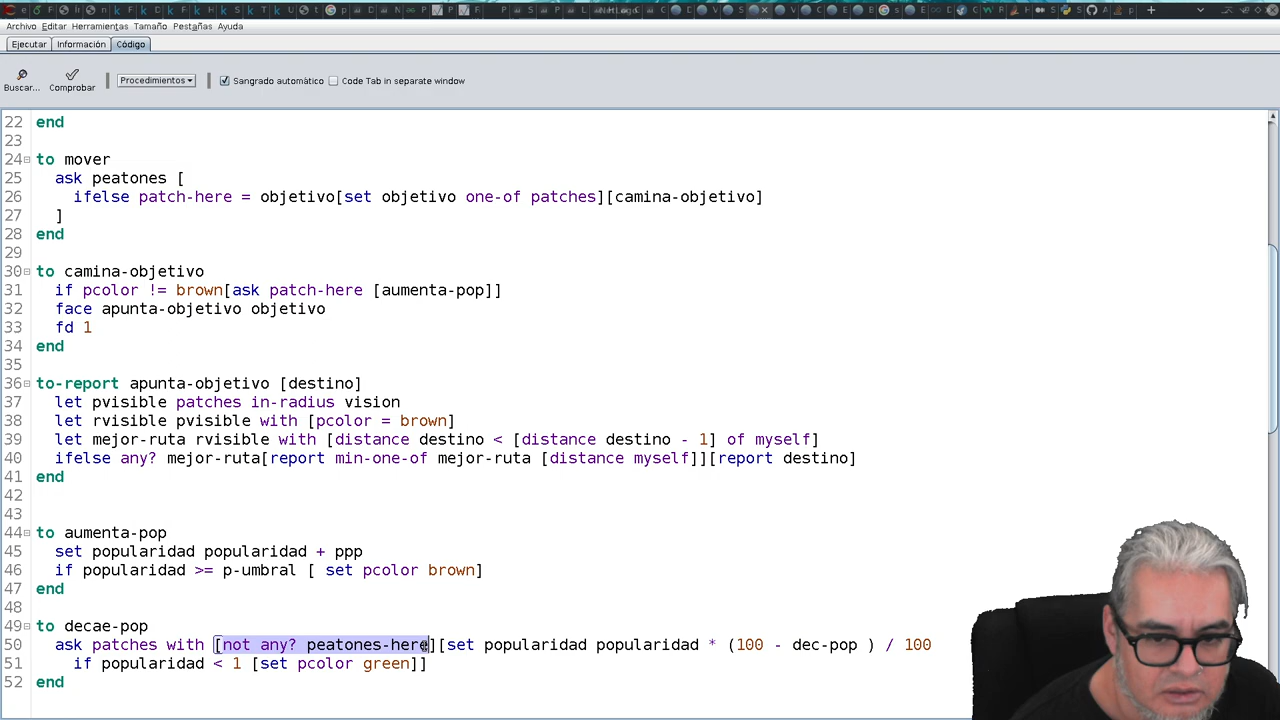 Archivo Editar Herramientas Tamaño Pestañas Ayuda
Ejecutar Información Código
Buscar... Comprobar Procedimientos Sangrado automático Code Tab in separate window
22 end
23
24 to mover
25 ask peatones [
26 ifelse patch-here = objetivo[set objetivo one-of patches][camina-objetivo]
27 ]
28 end
29
30 to camina-objetivo
31 if pcolor != brown[ask patch-here [aumenta-pop]]
32 face apunta-objetivo objetivo
33 fd 1
34 end
35
36 to-report apunta-objetivo [destino]
37 let pvisible patches in-radius vision
38 let rvisible pvisible with [pcolor = brown]
39 let mejor-ruta rvisible with [distance destino < [distance destino - 1] of myself]
40 ifelse any? mejor-ruta[report min-one-of mejor-ruta [distance myself]][report destino]
41 end
42
43
44 to aumenta-pop
45 set popularidad popularidad + ppp
46 if popularidad >= p-umbral [ set pcolor brown]
47 end
48
49 to decae-pop
50 ask patches with [not any? peatones-here][set popularidad popularidad * (100 - dec-pop ) / 100
51 if popularidad < 1 [set pcolor green]]
52 end